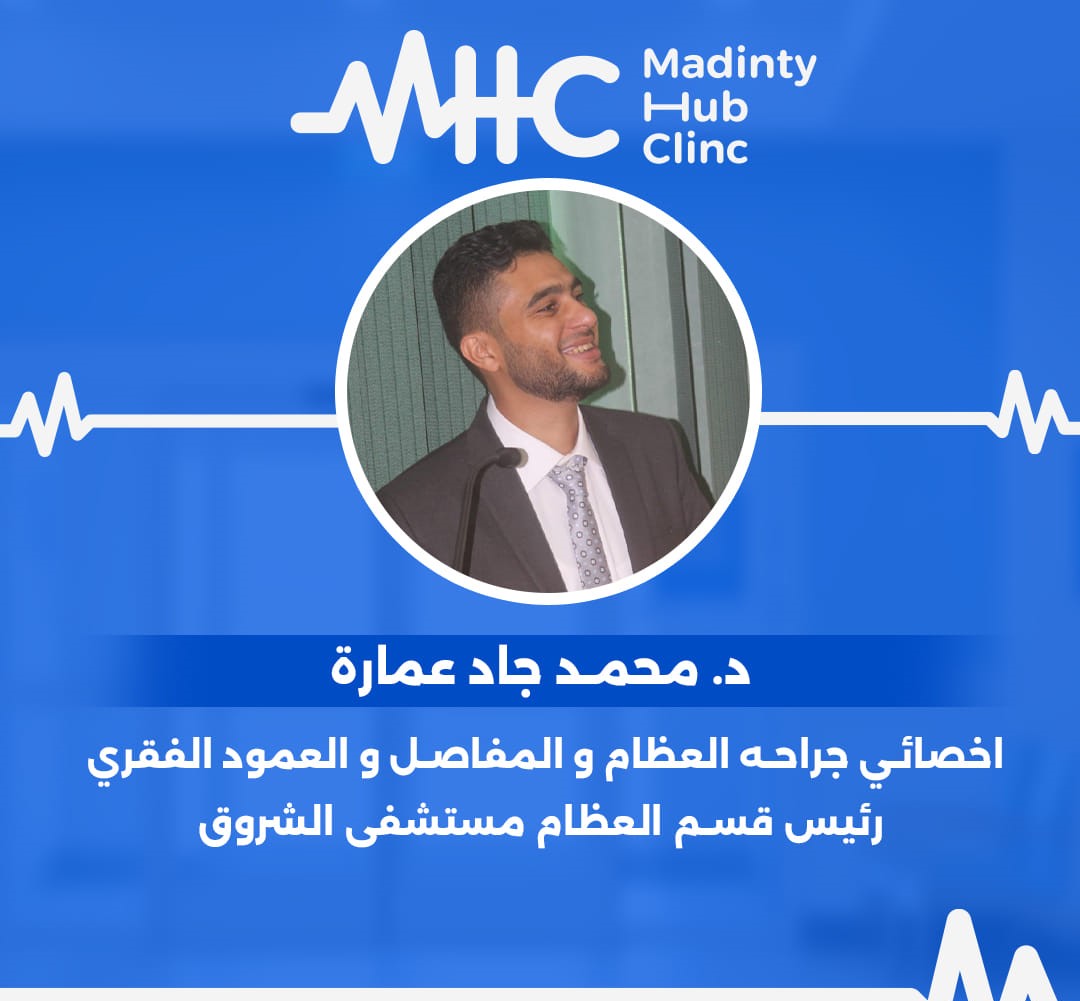 MHC
Madinty
Hub
Clinc
د. محمد جاد عمارة
اخصائي جراحه العظام و المفاصل و العمود الفقري
رئيس قسم العظام مستشفى الشروق